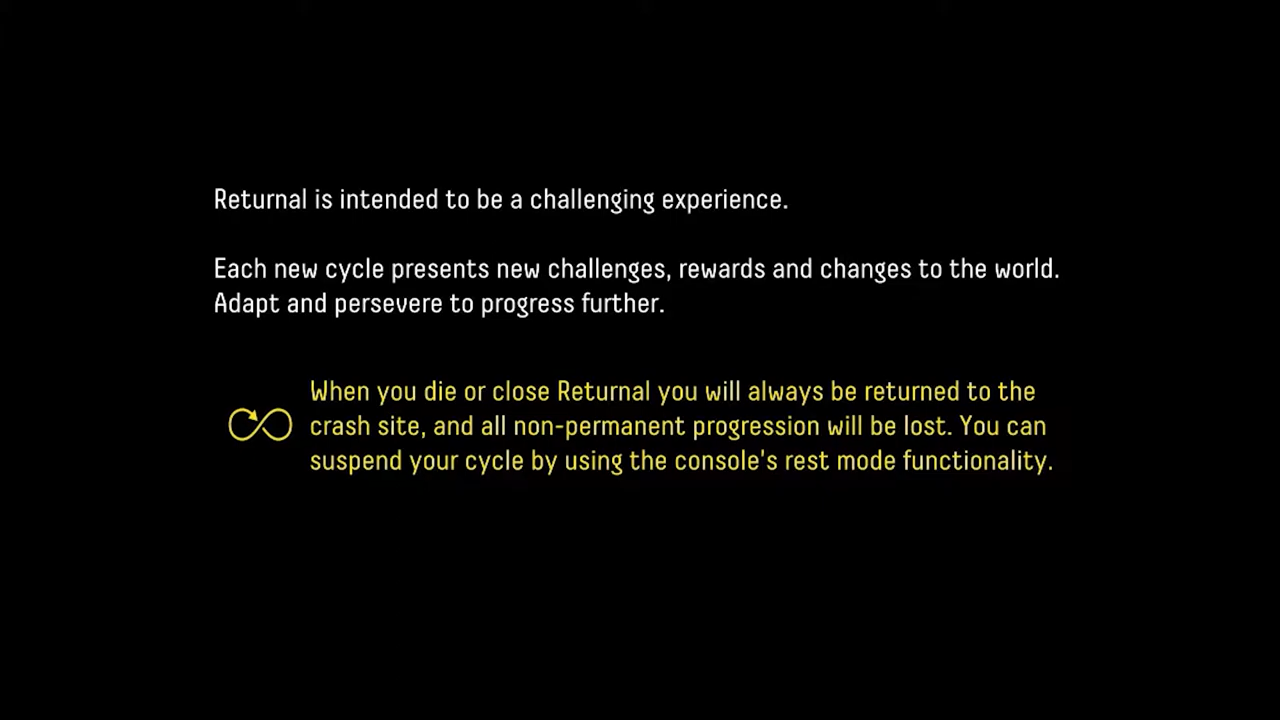 Returnal is intended to be a challenging experience.
Each new cycle presents new challenges, rewards and changes to the world.
Adapt and persevere to progress further.
When you die or close Returnal you will always be returned to the
crash site, and all non-permanent progression will be lost. You can
suspend your cycle by using the console's rest mode functionality.